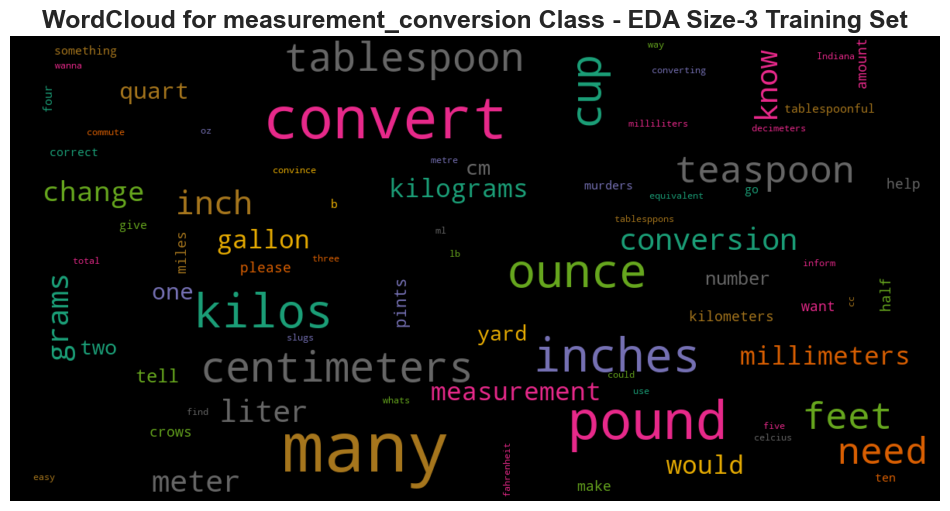 WordCloud for measurement_conversion Class - EDA Size-3 Training Set
something
wanna
four
quart
tablespoon
convert
cup
way
converting
know
Indiana
amount
tablespoonful
commute
oz
milliliters
decimeters
correct
convince
metre
cm
teaspoon
help
change
kilograms
murders
equivalent
go
inch
b
give
tablesppons
gallon
ml
conversion
miles
please
three
lb
total
inform
one
kilos
pints
ounce
number
want
cc
half
grams
kilometers
two
slugs
yard
inches
millimeters
tell
centimeters
could
measurement
use
find
liter
whats
crows
many
pound
five
celcius
feet
need
easy
meter
fahrenheit
make
would
ten